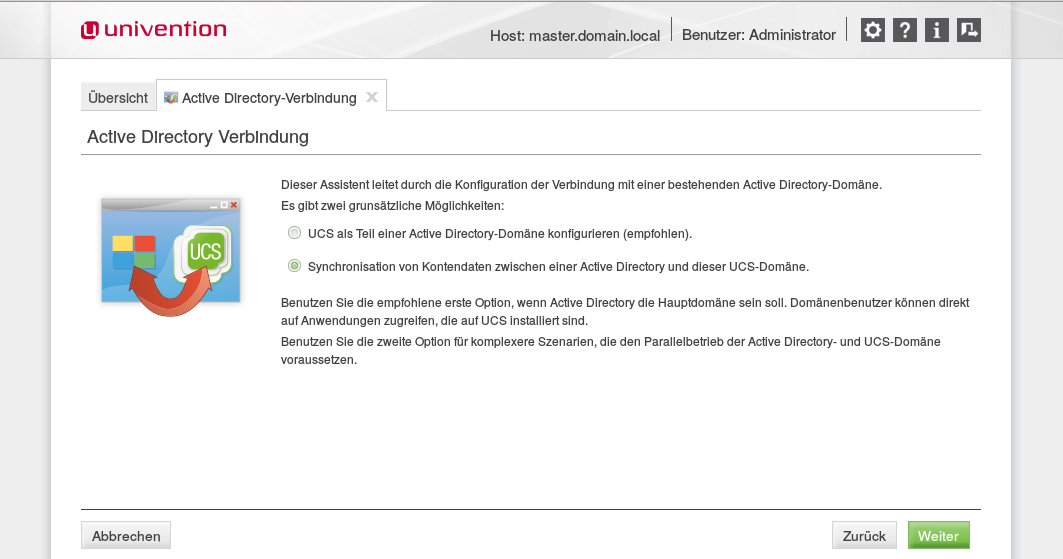 univention
Host: master.domain.local
Benutzer: Administrator
Übersicht
Active Directory-Verbindung
Active Directory Verbindung
Dieser Assistent leitet durch die Konfiguration der Verbindung mit einer bestehenden Active Directory-Domäne.
Es gibt zwei grunsätzliche Möglichkeiten:
UCS als Teil einer Active Directory-Domäne konfigurieren (empfohlen).
UCS
Synchronisation von Kontendaten zwischen einer Active Directory und dieser UCS-Domäne.
Benutzen Sie die empfohlene erste Option, wenn Active Directory die Hauptdomäne sein soll. Domänenbenutzer können direkt
auf Anwendungen zugreifen, die auf UCS installiert sind.
Benutzen Sie die zweite Option für komplexere Szenarien, die den Parallelbetrieb der Active Directory- und UCS-Domäne
voraussetzen.
Abbrechen
Zurück
Weiter